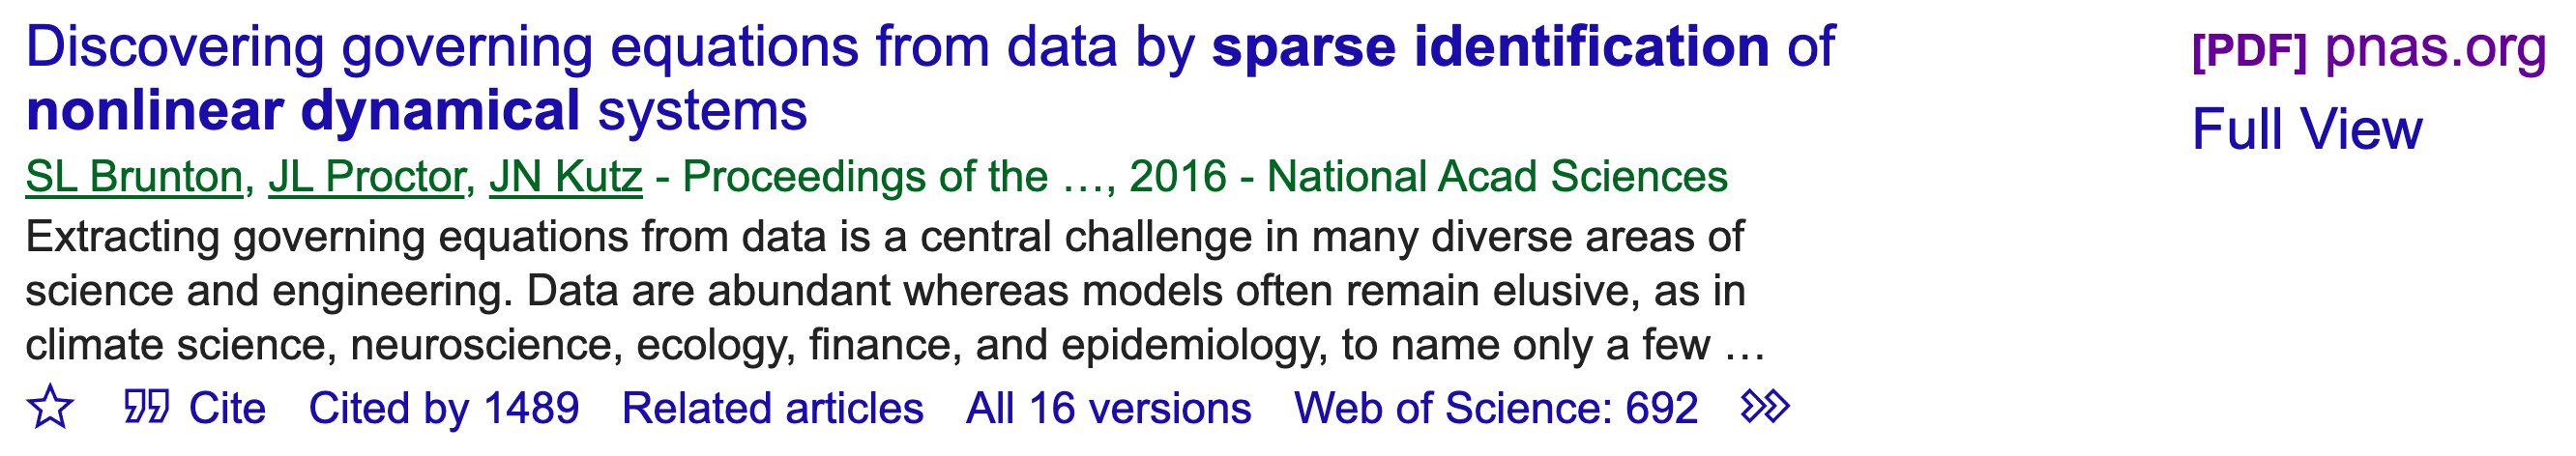 Discovering governing equations from data by sparse identification of
nonlinear dynamical systems
SL Brunton, JL Proctor, JN Kutz - Proceedings of the …, 2016 - National Acad Sciences
Extracting governing equations from data is a central challenge in many diverse areas of
science and engineering. Data are abundant whereas models often remain elusive, as in
climate science, neuroscience, ecology, finance, and epidemiology, to name only a few …
Cite Cited by 1489 Related articles All 16 versions Web of Science: 692
[PDF] pnas.org
Full View